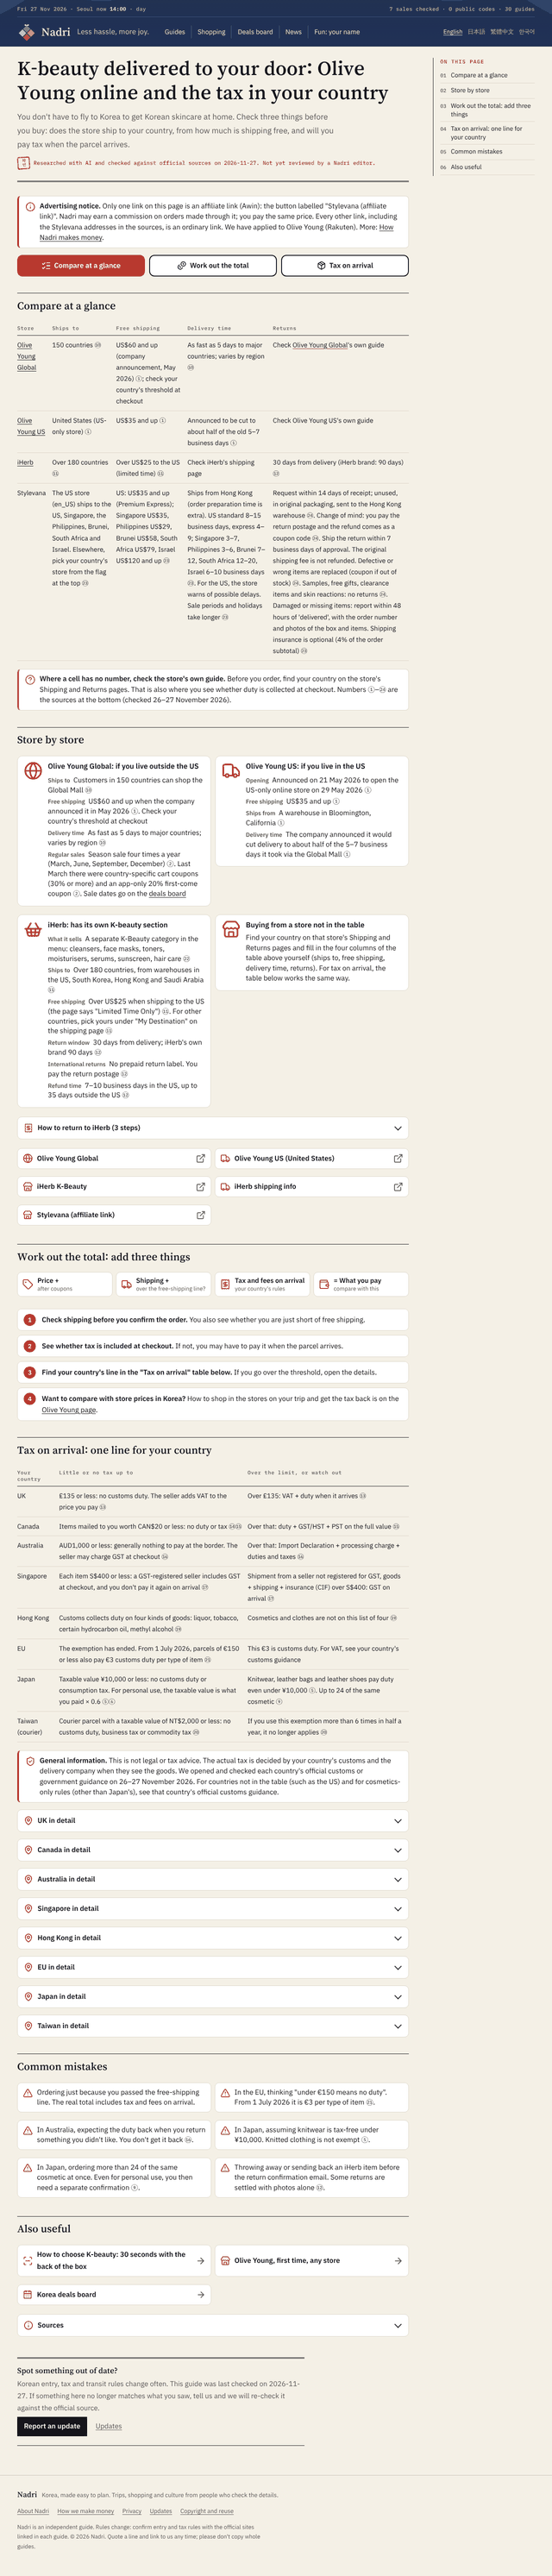 Fri 27 Nov 2026 · Seoul now 14:00 · day
7 sales checked · 0 public codes · 30 guides
Nadri Less hassle, more joy.
Guides
Shopping
Deals board
News
Fun: your name
English 日本語 繁體中文 한국어
K-beauty delivered to your door: Olive
Young online and the tax in your country
You don't have to fly to Korea to get Korean skincare at home. Check three things before
you buy: does the store ship to your city, from how much is shipping free, and will you
pay tax when the parcel arrives.
Researched with AI and checked against official sources on 2026-11-27. Not yet reviewed by a Nadri editor.
ON THIS PAGE
01 Compare at a glance
02 Store by store
03 Work out the total: add three
things
04 Tax on arrival: one line for
your country
05 Common mistakes
06 Also useful
Advertising notice. Only one link on this page is an affiliate link (Awin): the button labelled "Stylevana (affiliate
link)". Nadri may earn a commission on orders made through it; you pay the same price. Every other link, including
the Stylevana addresses in the sources, is an ordinary link. We have applied to Olive Young (Rakuten). More: How
Nadri makes money.
Compare at a glance
Work out the total
Tax on arrival
Compare at a glance
Store
Ships to
Free shipping
Delivery time
Returns
Olive
Young
Global
150 countries
US$60 and up
(company
announcement, May
2026) ①; check your
country's threshold at
checkout
As fast as 5 days to major
countries; varies by region
Check Olive Young Global's own guide
Olive
Young US
United States (US-
only store) ①
US$35 and up ①
Announced to be cut to
about half of the old 5–7
business days ①
Check Olive Young US's own guide
iHerb
Over 180 countries
Over US$25 to the US
(limited time)
Check iHerb's shipping
page
30 days from delivery (iHerb brand: 90 days)
Stylevana
The US store
(en_US) ships to the
US, Singapore, the
Philippines, Brunei,
South Africa and
Israel. Elsewhere,
pick your country's
store from the flag
at the top
US: US$35 and up
(Premium Express);
Singapore US$35,
Philippines US$29,
Brunei US$58, South
Africa US$79, Israel
US$120 and up
Ships from Hong Kong
(order preparation time is
extra). US standard 8–15
business days, express 4–
9; Singapore 3–7,
Philippines 3–6, Brunei 7–
12, South Africa 12–20,
Israel 6–10 business days
For the US, the store
warns of possible delays.
Sale periods and holidays
take longer
Request within 14 days of receipt; unused,
in original packaging, sent to the Hong Kong
warehouse. Change of mind: you pay the
return postage and the refund comes as a
coupon code. Ship the return within 7
business days of approval. The original
shipping fee is not refunded. Defective or
wrong items are replaced (coupon if out of
stock). Samples, free gifts, clearance
items and skin reactions: no returns.
Damaged or missing items: report within 48
hours of 'delivered', with the order number
and photos of the box and items. Shipping
insurance is optional (4% of the order
subtotal)
Where a cell has no number, check the store's own guide. Before you order, find your country on the store's
Shipping and Returns pages. That is also where you see whether duty is collected at checkout. Numbers are
the sources at the bottom (checked 26–27 November 2026).
Store by store
Olive Young Global: if you live outside the US
Ships to Customers in 150 countries can shop the
Global Mall
Free shipping US$60 and up when the company
announced it in May 2026 ①. Check your
country's threshold at checkout
Delivery time As fast as 5 days to major countries;
varies by region
Regular sales Season sale four times a year
(March, June, September, December) ②. Last
March there were country-specific cart coupons
(30% or more) and an app-only 20% first-come
coupon ②. Sale dates go on the deals board
Olive Young US: if you live in the US
Opening Announced on 21 May 2026 to open the
US-only store on 29 May 2026 ①
Free shipping US$35 and up ①
Ships from A warehouse in Bloomington,
California ①
Delivery time The company announced it would
cut delivery to about half of the 5–7 business
days it took via the Global Mall ①
iHerb: has its own K-beauty section
What it sells A separate K-Beauty category in the
menu: cleansers, face masks, toners,
moisturisers, serums, sunscreen, hair care
Ships to Over 180 countries, from warehouses in
the US, South Korea, Hong Kong and Saudi Arabia
Free shipping Over US$25 when shipping to the US
(the page says "Limited Time Only"). For other
countries, pick yours under "My Destination" on
the shipping page
Return window 30 days from delivery; iHerb's own
brand 90 days
International returns No prepaid return label. You
pay the return postage
Refund time 7–10 business days in the US, up to
35 days outside the US
Buying from a store not in the table
Find your country on that store's Shipping and
Returns pages and fill in the four columns of the
table above yourself (ships to, free shipping,
delivery time, returns). For tax on arrival, the
table below works the same way.
How to return to iHerb (3 steps)
Olive Young Global
Olive Young US (United States)
iHerb K-Beauty
iHerb shipping info
Stylevana (affiliate link)
Work out the total: add three things
Price +
after coupons
Shipping +
over the free-shipping line?
Tax and fees on arrival
your country's rules
= What you pay
compare with this
1 Check shipping before you confirm the order. You also see whether you are just short of free shipping.
2 See whether tax is included at checkout. If not, you may have to pay it when the parcel arrives.
3 Find your country's line in the "Tax on arrival" table below. If you go over the threshold, open the details.
4 Want to compare with store prices in Korea? How to shop in the stores on your trip and get the tax back is on the
Olive Young page.
Tax on arrival: one line for your country
Your
country
Little or no tax up to
Over the limit, or watch out
UK
£135 or less: no customs duty. The seller adds VAT to the
price you pay
Over £135: VAT + duty when it arrives
Canada
Items mailed to you worth CAN$20 or less: no duty or tax
Over that: duty + GST/HST + PST on the full value
Australia
AUD1,000 or less: generally nothing to pay at the border. The
seller may charge GST at checkout
Over that: Import Declaration + processing charge +
duties and taxes
Singapore
Each item S$400 or less: a GST-registered seller includes GST
at checkout, and you don't pay it again on arrival
Shipment from a seller not registered for GST, goods
+ shipping + insurance (CIF) over S$400: GST on
arrival
Hong Kong
Customs collects duty on four kinds of goods: liquor, tobacco,
certain hydrocarbon oil, methyl alcohol
Cosmetics and clothes are not on this list of four
EU
The exemption has ended. From 1 July 2026, parcels of €150
or less also pay €3 customs duty per type of item
This €3 is customs duty. For VAT, see your country's
customs guidance
Japan
Taxable value ¥10,000 or less: no customs duty or
consumption tax. For personal use, the taxable value is what
you paid × 0.6
Knitwear, leather bags and leather shoes pay duty
even under ¥10,000. Up to 24 of the same
cosmetic
Taiwan
(courier)
Courier parcel with a taxable value of NT$2,000 or less: no
customs duty, business tax or commodity tax
If you use this exemption more than 6 times in half a
year, it no longer applies
General information. This is not legal or tax advice. The actual tax is decided by your country's customs and the
delivery company when they see the goods. We opened and checked each country's official customs or
government guidance on 26–27 November 2026. For countries not in the table (such as the US) and for cosmetics-
only rules (other than Japan's), see that country's official customs guidance.
UK in detail
Canada in detail
Australia in detail
Singapore in detail
Hong Kong in detail
EU in detail
Japan in detail
Taiwan in detail
Common mistakes
Ordering just because you passed the free-shipping
line. The real total includes tax and fees on arrival.
In the EU, thinking "under €150 means no duty".
From 1 July 2026 it is €3 per type of item.
In Australia, expecting the duty back when you return
something you didn't like. You don't get it back.
In Japan, assuming knitwear is tax-free under
¥10,000. Knitted clothing is not exempt.
In Japan, ordering more than 24 of the same
cosmetic at once. Even for personal use, you then
need a separate confirmation.
Throwing away or sending back an iHerb item before
the return confirmation email. Some returns are
settled with photos alone.
Also useful
How to choose K-beauty: 30 seconds with the
back of the box
Olive Young, first time, any store
Korea deals board
Sources
Spot something out of date?
Korean entry, tax and transit rules change often. This guide was last checked on 2026-11-
27. If something here no longer matches what you saw, tell us and we will re-check it
against the official source.
Report an update
Updates
Nadri Korea, made easy to plan. Trips, shopping and culture from people who check the details.
About Nadri
How we make money
Privacy
Updates
Copyright and reuse
Nadri is an independent guide. Rules change: confirm entry and tax rules with the official sites
linked in each guide. © 2026 Nadri. Quote a line and link to us any time; please don't copy whole
guides.